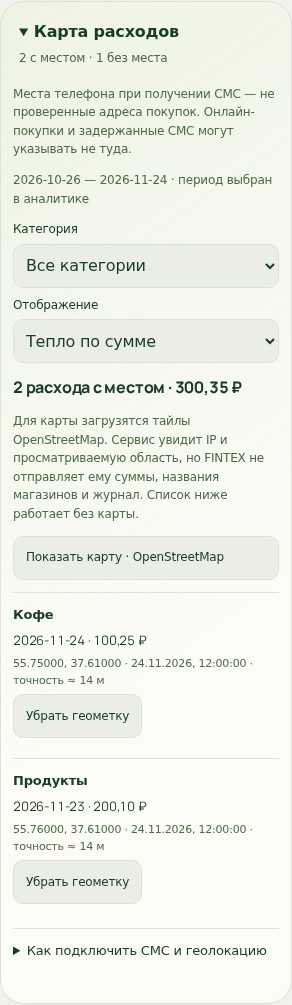 ▼ Карта расходов
2 с местом · 1 без места
Места телефона при получении СМС — не
проверенные адреса покупок. Онлайн-
покупки и задержанные СМС могут
указывать не туда.
2026-10-26 — 2026-11-24 · период выбран
в аналитике
Категория
Все категории
Отображение
Тепло по сумме
2 расхода с местом · 300,35 ₽
Для карты загрузятся тайлы
OpenStreetMap. Сервис увидит IP и
просматриваемую область, но FINTEX не
отправляет ему суммы, названия
магазинов и журнал. Список ниже
работает без карты.
Показать карту · OpenStreetMap
Кофе
2026-11-24 · 100,25 ₽
55.75000, 37.61000 · 24.11.2026, 12:00:00 ·
точность ≈ 14 м
Убрать геометку
Продукты
2026-11-23 · 200,10 ₽
55.76000, 37.61000 · 24.11.2026, 12:00:00 ·
точность ≈ 14 м
Убрать геометку
▶ Как подключить СМС и геолокацию